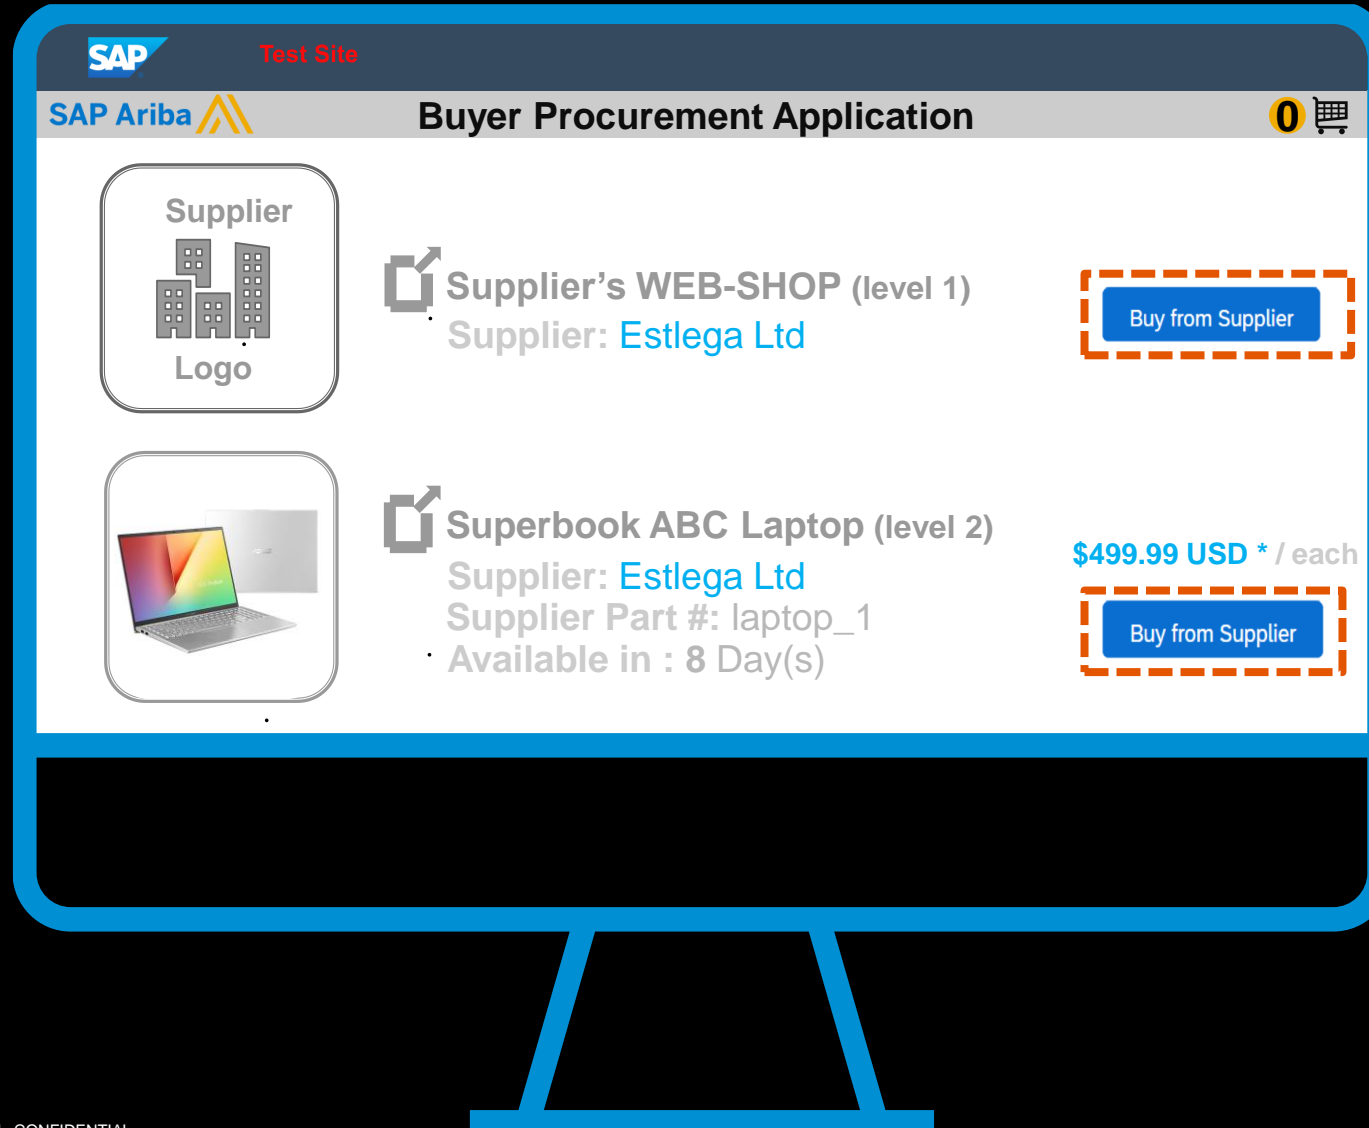 SAP
Test Site
SAP Ariba
Buyer Procurement Application
0
Supplier
Logo
Supplier's WEB-SHOP (level 1)
Supplier: Estlega Ltd
Buy from Supplier
Superbook ABC Laptop (level 2)
Supplier: Estlega Ltd
Supplier Part #: laptop_1
Available in : 8 Day(s)
$499.99 USD * / each
Buy from Supplier